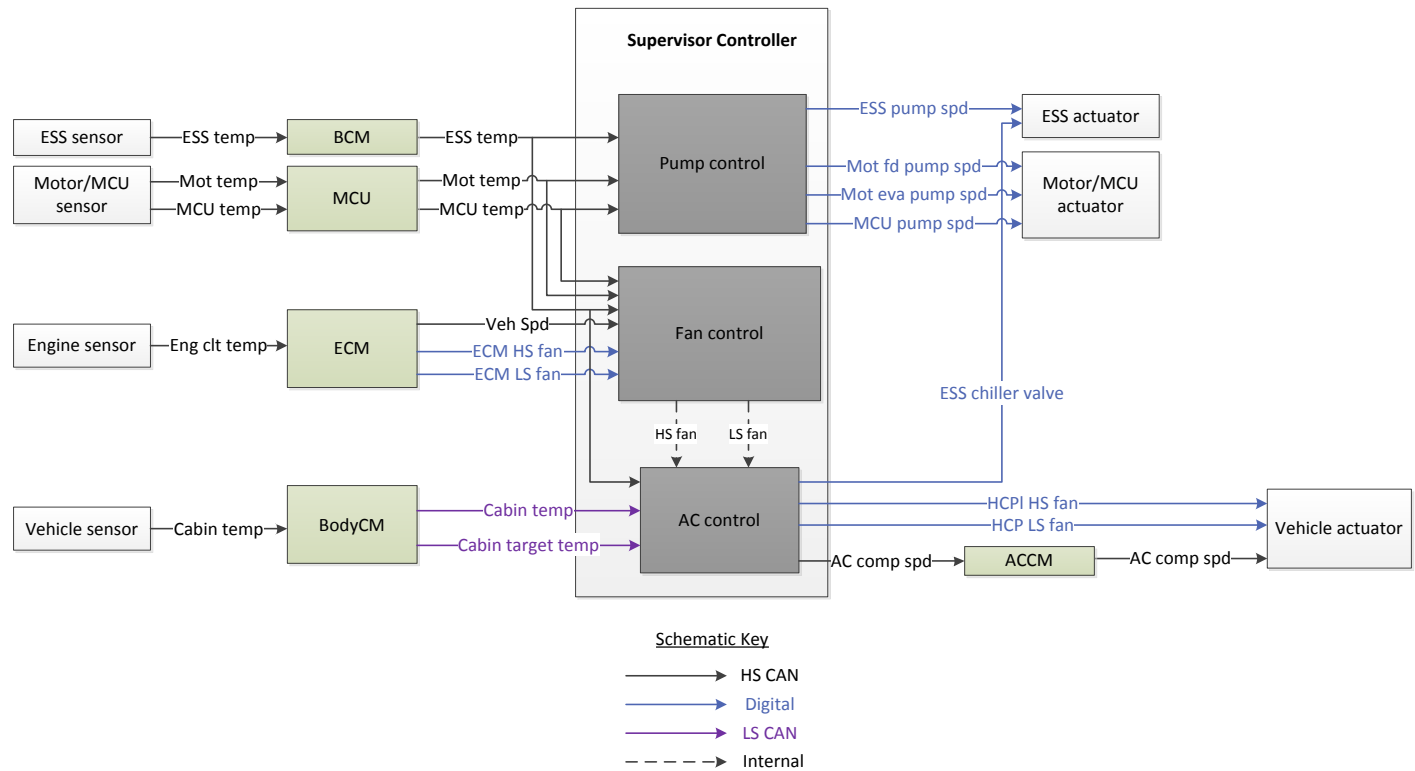 Supervisor Controller
ESS sensor
ESS temp
BCM
ESS temp
Pump control
ESS pump spd
ESS actuator
Motor/MCU
sensor
Mot temp
MCU temp
MCU
Mot temp
MCU temp
Mot fd pump spd
Mot eva pump spd
MCU pump spd
Motor/MCU
actuator
Engine sensor
Eng clt temp
ECM
Veh Spd
ECM HS fan
ECM LS fan
Fan control
ESS chiller valve
HS fan
LS fan
Vehicle sensor
Cabin temp
BodyCM
Cabin temp
Cabin target temp
AC control
HCPl HS fan
HCP LS fan
AC comp spd
ACCM
AC comp spd
Vehicle actuator
Schematic Key
HS CAN
Digital
LS CAN
Internal